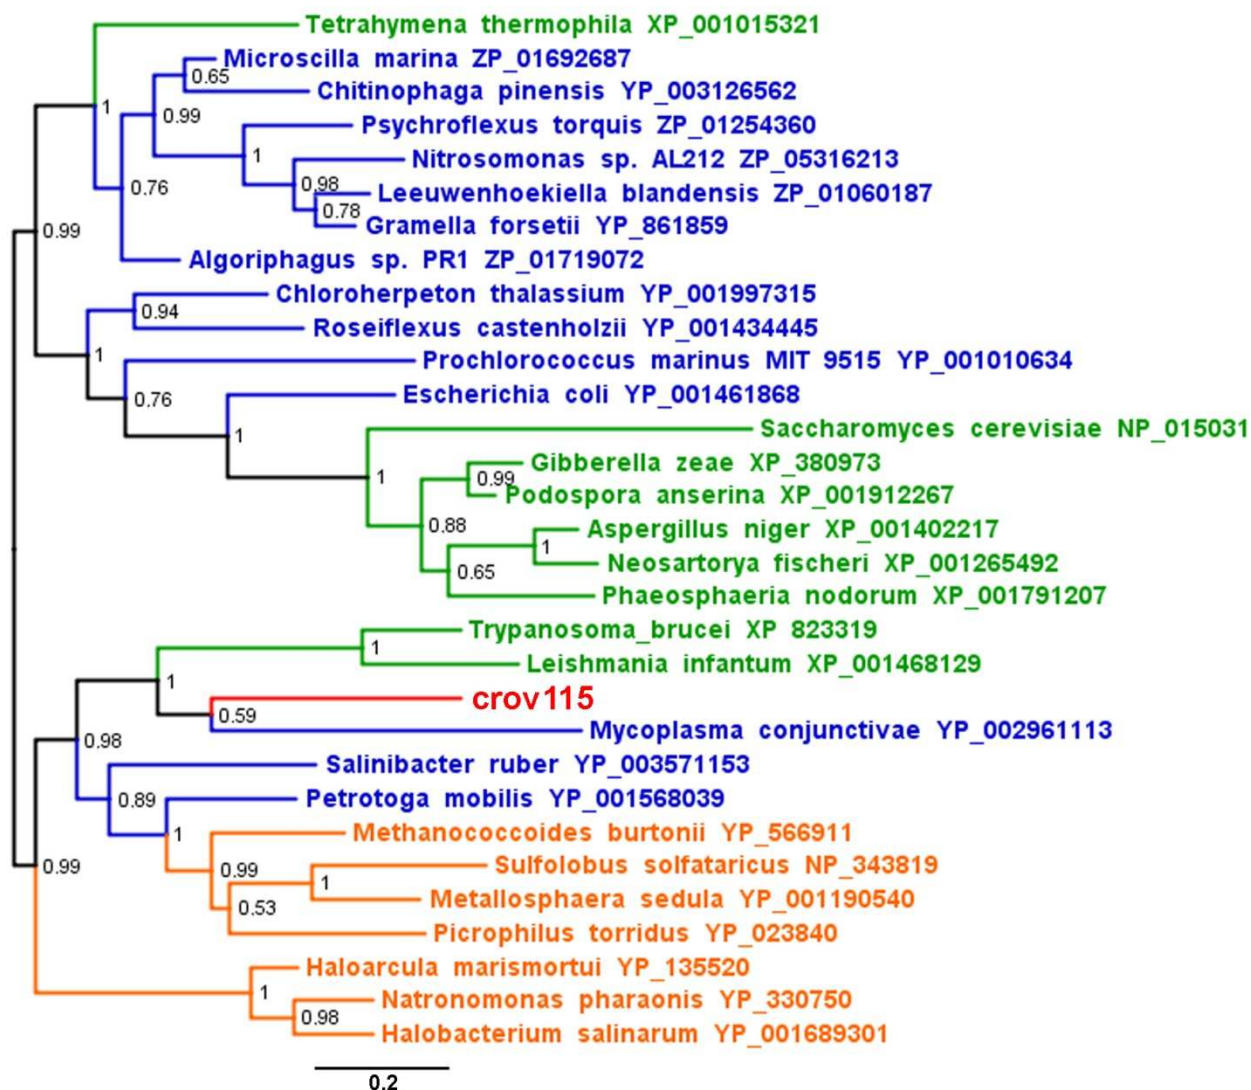 Tetrahymena thermophila XP_001015321
Microscilla marina ZP_01692687
0.65
Chitinophaga pinensis YP_003126562
1
0.99
Psychroflexus torquis ZP_01254360
1
Nitrosomonas sp. AL212 ZP_05316213
0.98
0.76
Leeuwenhoekiella blandensis ZP_01060187
0.78
Gramella forsetii YP_861859
0.99
Algoriphagus sp. PR1 ZP_01719072
Chloroherpeton thalassium YP_001997315
0.94
Roseiflexus castenholzii YP_001434445
1
Prochlorococcus marinus MIT 9515 YP_001010634
0.76
Escherichia coli YP_001461868
1
Saccharomyces cerevisiae NP_015031
Gibberella zeae XP_380973
1
0.99
Podospora anserina XP_001912267
0.88
Aspergillus niger XP_001402217
1
Neosartorya fischeri XP_001265492
0.65
Phaeosphaeria nodorum XP_001791207
Trypanosoma_brucei XP 823319
1
Leishmania infantum XP_001468129
1
crov115
0.59
Mycoplasma conjunctivae YP_002961113
0.98
Salinibacter ruber YP_003571153
0.89
Petrotoga mobilis YP_001568039
1
Methanococcoides burtonii YP_566911
0.99
0.99
Sulfolobus solfataricus NP_343819
1
Metallosphaera sedula YP_001190540
0.53
Picrophilus torridus YP_023840
Haloarcula marismortui YP_135520
1
Natronomonas pharaonis YP_330750
0.98
Halobacterium salinarum YP_001689301
0.2